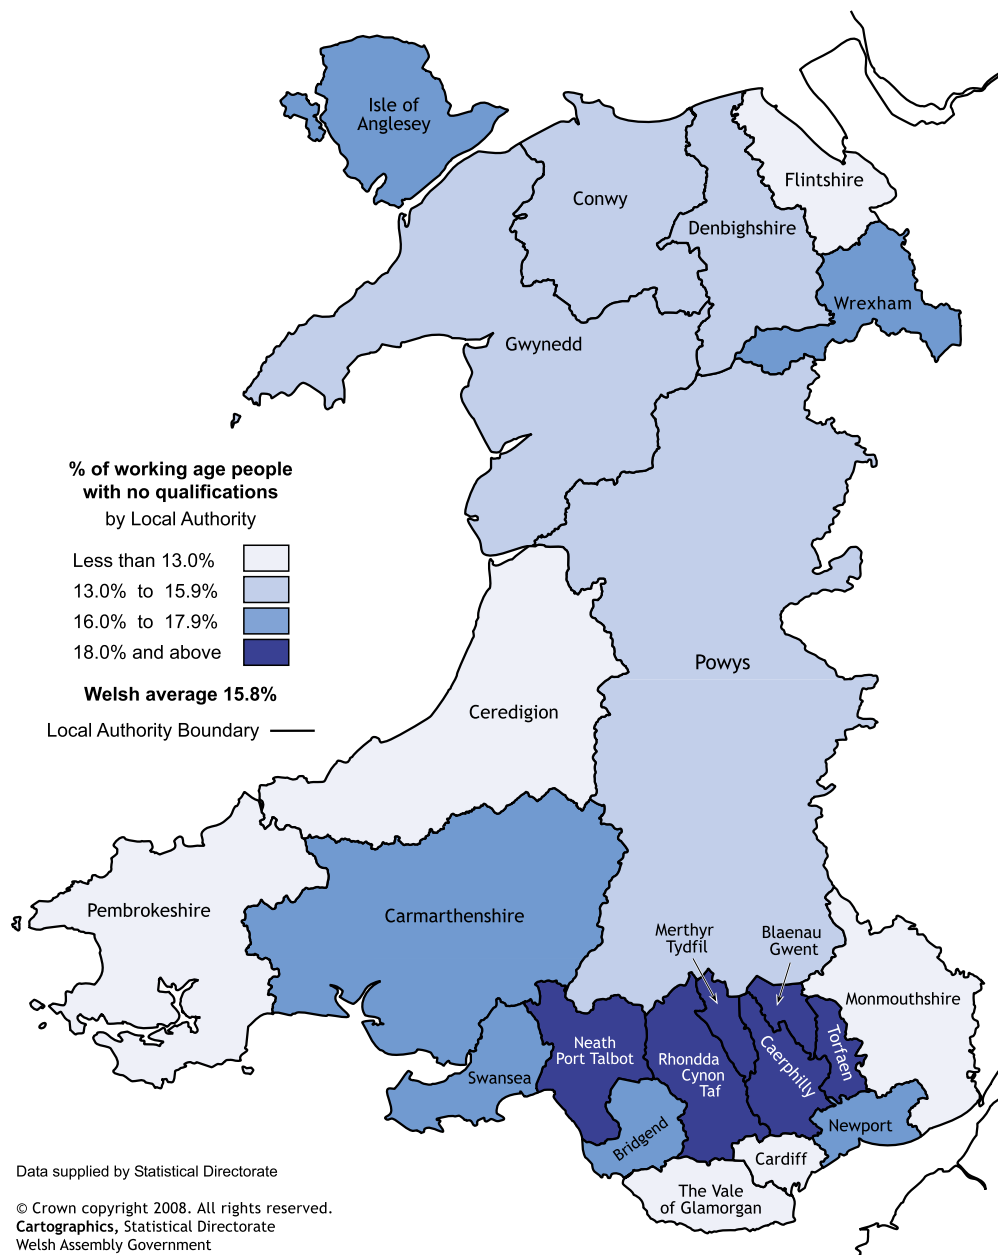 Isle of
Anglesey
Flintshire
Conwy
Denbighshire
Wrexham
Gwynedd
% of working age people
with no qualifications
by Local Authority
Less than 13.0%
13.0% to 15.9%
16.0% to 17.9%
18.0% and above
Welsh average 15.8%
Local Authority Boundary
Powys
Ceredigion
Pembrokeshire
Carmarthenshire
Merthyr
Tydfil
Blaenau
Gwent
Monmouthshire
Neath
Port Talbot
Rhondda
Cynon
Taf
Caerphilly
Torfaen
Swansea
Bridgend
Newport
Cardiff
The Vale
of Glamorgan
Data supplied by Statistical Directorate
© Crown copyright 2008. All rights reserved.
Cartographics, Statistical Directorate
Welsh Assembly Government